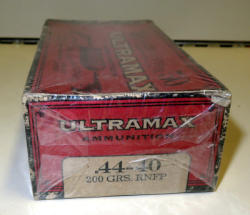 ULTRAMAX
ULTRAMAX
AMMUNITION
.44-40
200 GRS. RNFP